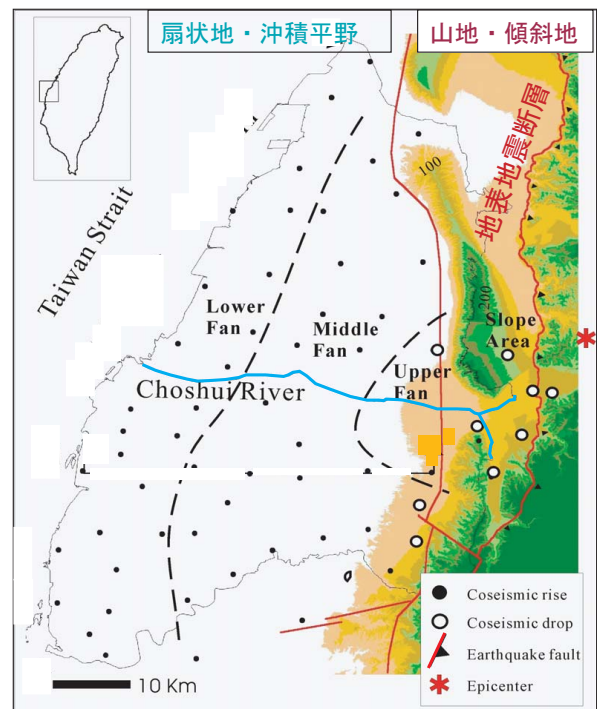 扇状地・沖積平野
山地・傾斜地
地表地震断層
100
Taiwan Strait
200
Lower
Fan
Middle
Fan
Slope
Area
Upper
Fan
Choshui River
Coseismic rise
Coseismic drop
Earthquake fault
Epicenter
10 Km